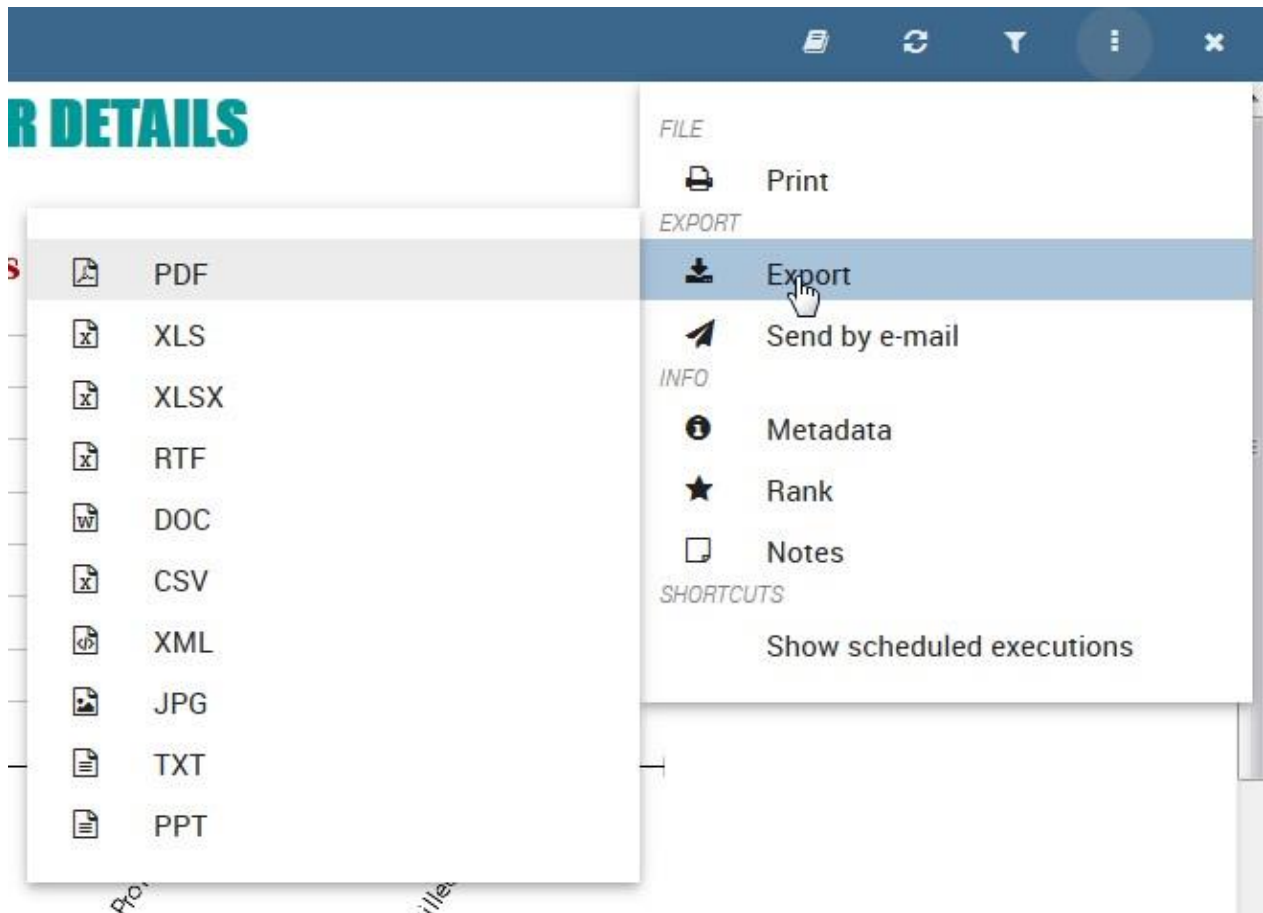 R DETAILS
FILE
Print
EXPORT
Export
Send by e-mail
INFO
Metadata
Rank
Notes
SHORTCUTS
Show scheduled executions
s
PDF
XLS
XLSX
RTF
DOC
CSV
XML
JPG
TXT
PPT